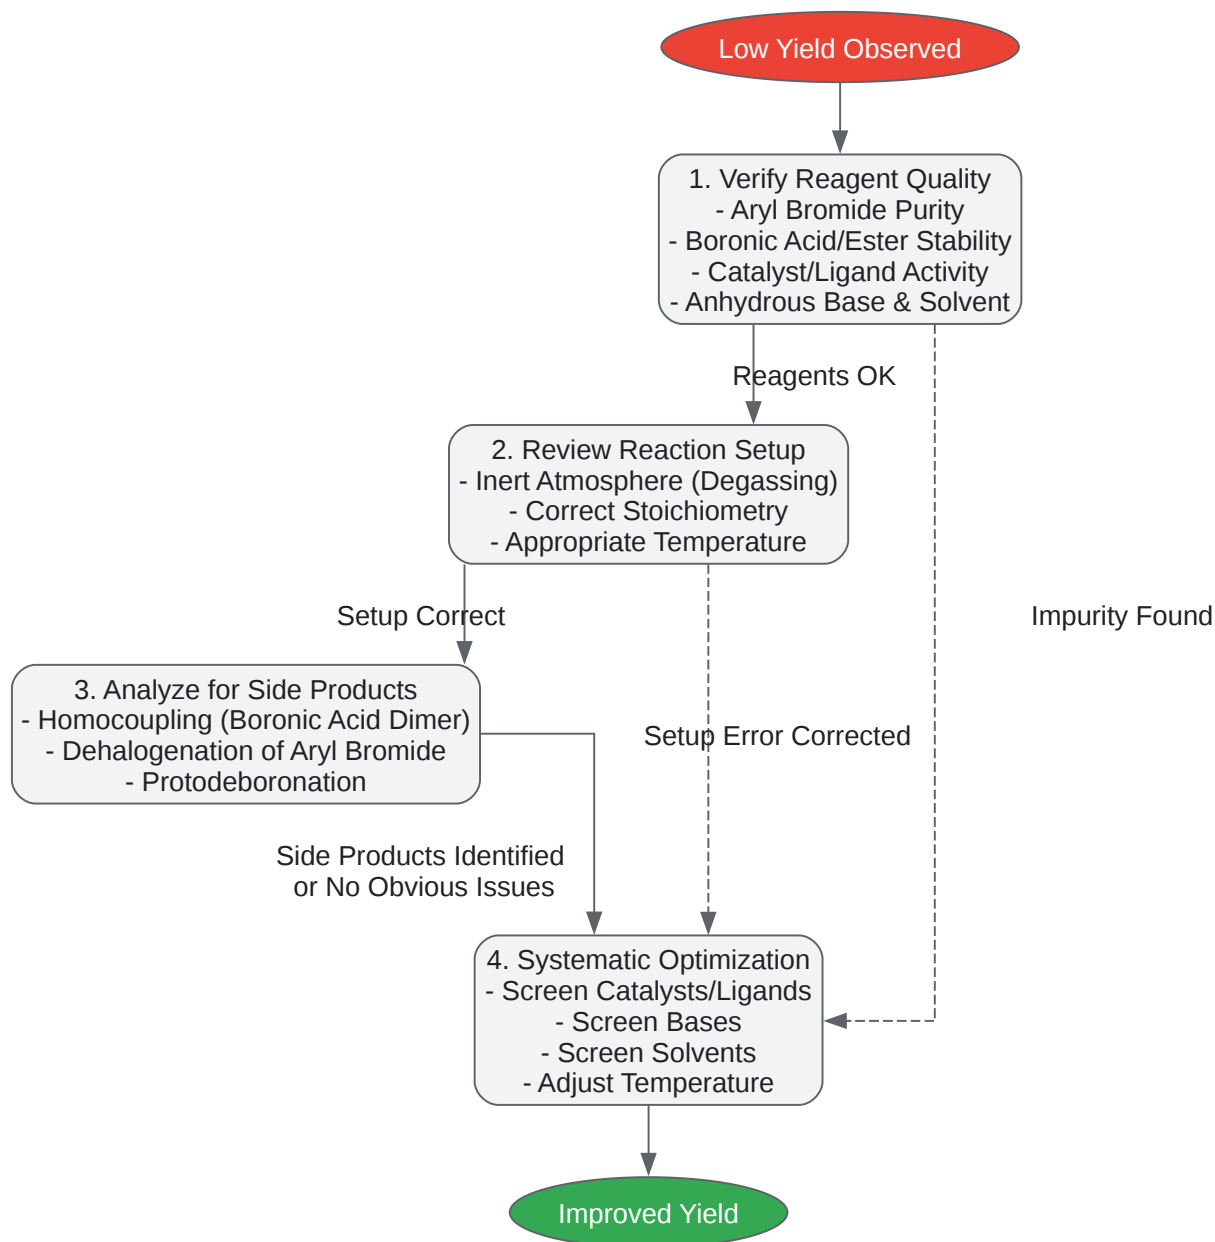 Low Yield Observed
1. Verify Reagent Quality
- Aryl Bromide Purity
- Boronic Acid/Ester Stability
- Catalyst/Ligand Activity
- Anhydrous Base & Solvent
Reagents OK
2. Review Reaction Setup
- Inert Atmosphere (Degassing)
- Correct Stoichiometry
- Appropriate Temperature
Setup Correct
Impurity Found
3. Analyze for Side Products
- Homocoupling (Boronic Acid Dimer)
- Dehalogenation of Aryl Bromide
- Protodeboronation
Setup Error Corrected
Side Products Identified
or No Obvious Issues
4. Systematic Optimization
- Screen Catalysts/Ligands
- Screen Bases
- Screen Solvents
- Adjust Temperature
Improved Yield